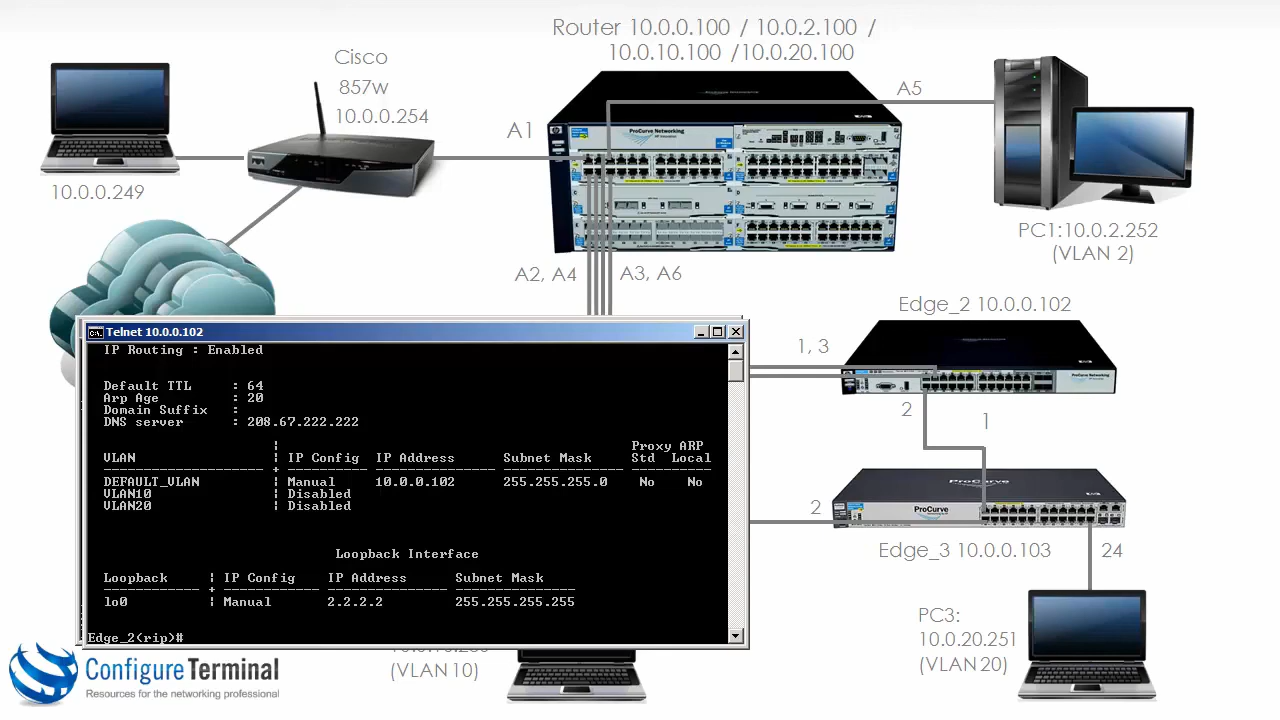 Router 10.0.0.100 / 10.0.2.100 /
10.0.10.100 /10.0.20.100
Cisco
857w
10.0.0.254
10.0.0.249
A1
A5
ProCurve Networking
PC1:10.0.2.252
(VLAN 2)
A2, A4
A3, A6
Edge_2 10.0.0.102
1, 3
ProCurve
2
1
ProCurve
2
Edge_3 10.0.0.103
24
PC3:
10.0.20.251
(VLAN 20)
Telnet 10.0.0.102
IP Routing : Enabled
Default TTL : 64
Arp Age : 20
Domain Suffix :
DNS server : 208.67.222.222
Proxy ARP
VLAN | IP Config IP Address Subnet Mask Std Local
DEFAULT_VLAN | Manual 10.0.0.102 255.255.255.0 No No
VLAN10 | Disabled
VLAN20 | Disabled
Loopback Interface
Loopback | IP Config IP Address Subnet Mask
lo0 | Manual 2.2.2.2 255.255.255.255
Edge_2(rip)#
(VLAN 10)
Configure Terminal
Resources for the networking professional